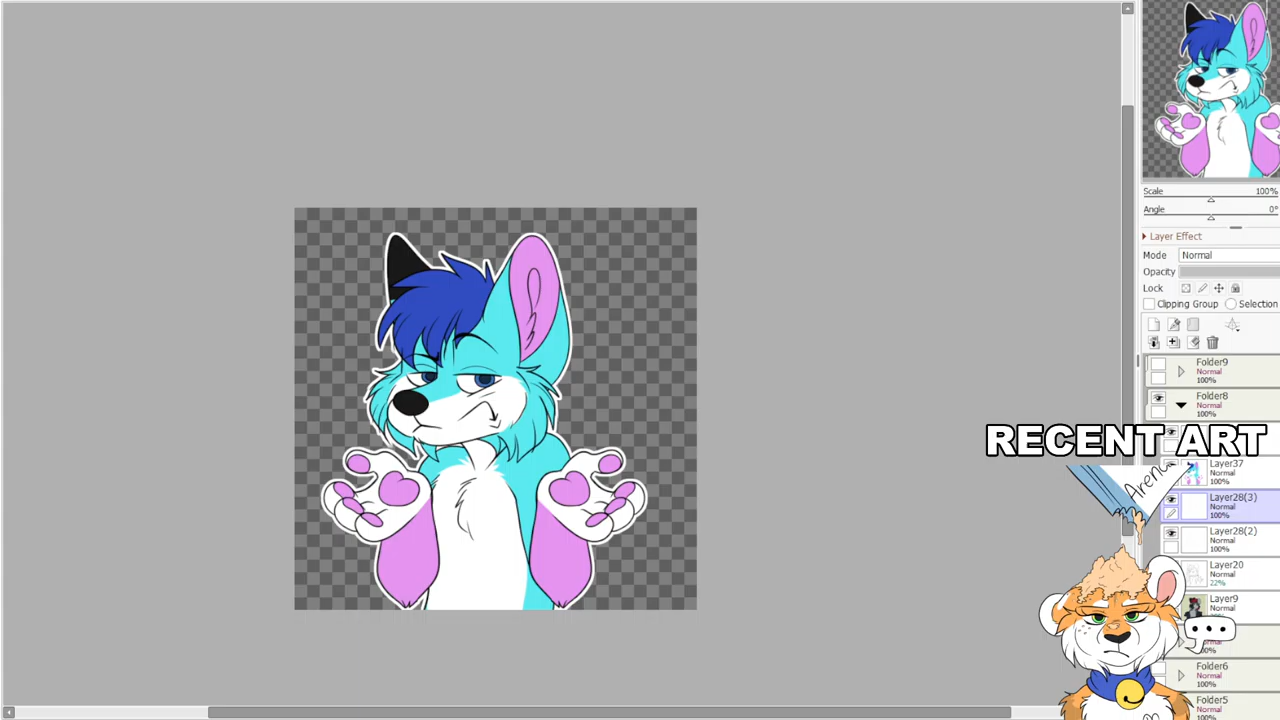 Scale 100%
Angle 0°
Layer Effect
Mode Normal
Opacity
Lock
Clipping Group Selection
Folder9
Normal
100%
Folder8
Normal
100%
RECENT ART
Layer37
Normal
100%
Layer28(3)
Normal
100%
Layer28(2)
Normal
100%
Layer20
Normal
22%
Layer9
Normal
100%
Folder6
Normal
100%
Folder5
Normal